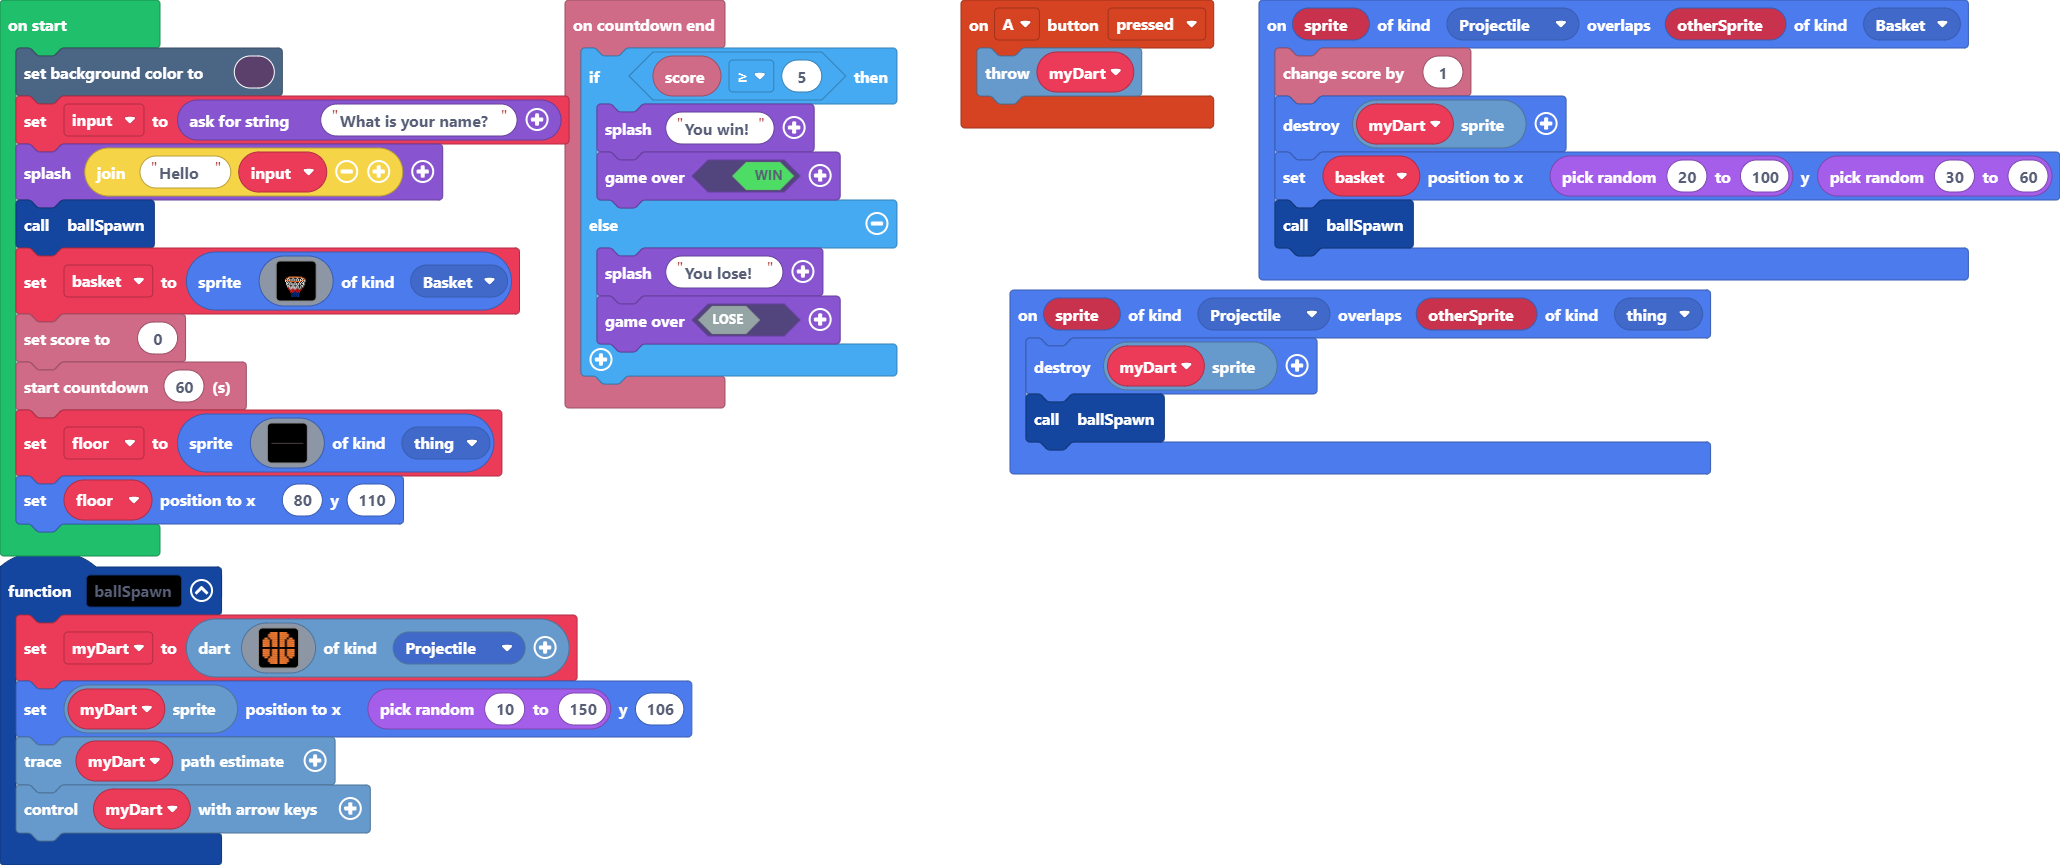 on start
set background color to
set input to ask for string "What is your name? "
splash join "Hello " input
call ballSpawn
set basket to sprite of kind Basket
set score to 0
start countdown 60 (s)
set floor to sprite of kind thing
set floor position to x 80 y 110
on countdown end
if score ≥ 5 then
splash "You win! "
game over WIN
else
splash "You lose! "
game over LOSE
on A button pressed
throw myDart
on sprite of kind Projectile overlaps otherSprite of kind Basket
change score by 1
destroy myDart sprite
set basket position to x pick random 20 to 100 y pick random 30 to 60
call ballSpawn
on sprite of kind Projectile overlaps otherSprite of kind thing
destroy myDart sprite
call ballSpawn
function ballSpawn
set myDart to dart of kind Projectile
set myDart sprite position to x pick random 10 to 150 y 106
trace myDart path estimate
control myDart with arrow keys